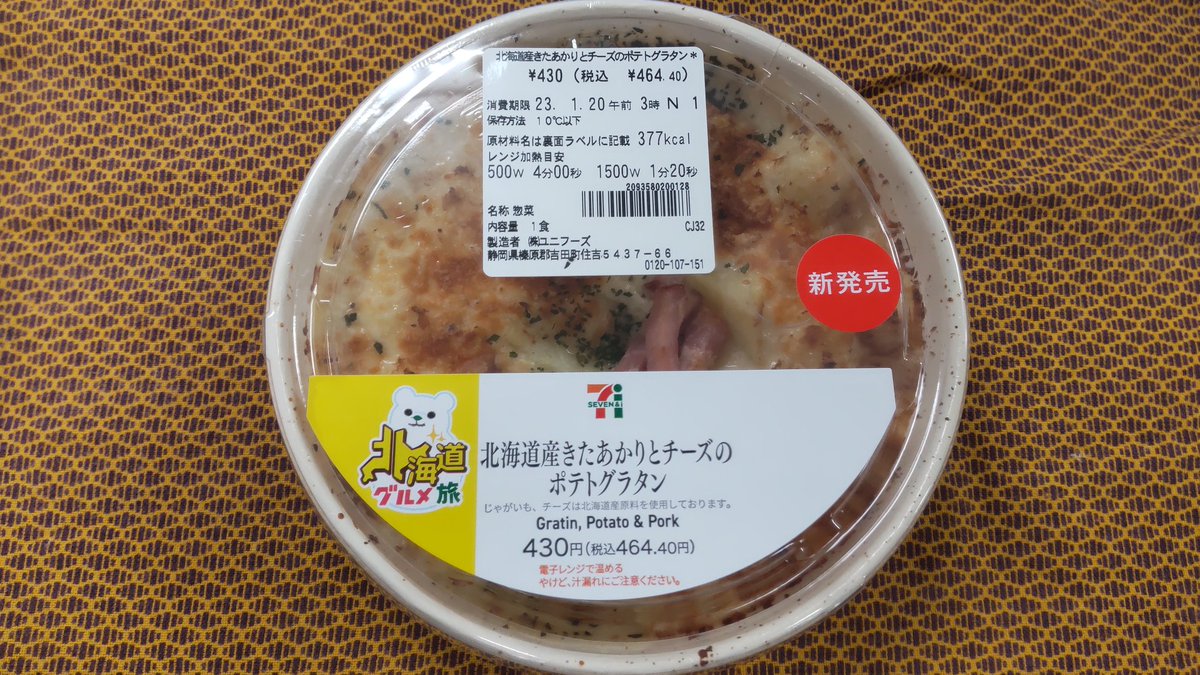 北海道産きたあかりとチーズのポテトグラタン*
¥430 (税込 ¥464.40)
消費期限 23. 1.20午前 3時 N 1
保存方法 10℃以下
原材料名は裏面ラベルに記載 377kcal
レンジ加熱目安
500W 4分00秒 1500W 1分20秒
2093580200128
名称 惣菜
内容量 1食 CJ32
製造者 ㈱ユニフーズ
静岡県榛原郡吉田町住吉5437-66
0120-107-151
新発売
7i
SEVEN&i
北海道
グルメ旅
北海道産きたあかりとチーズの
ポテトグラタン
じゃがいも、チーズは北海道産原料を使用しております。
Gratin, Potato & Pork
430円(税込464.40円)
電子レンジで温める
やけど、汁漏れにご注意ください。